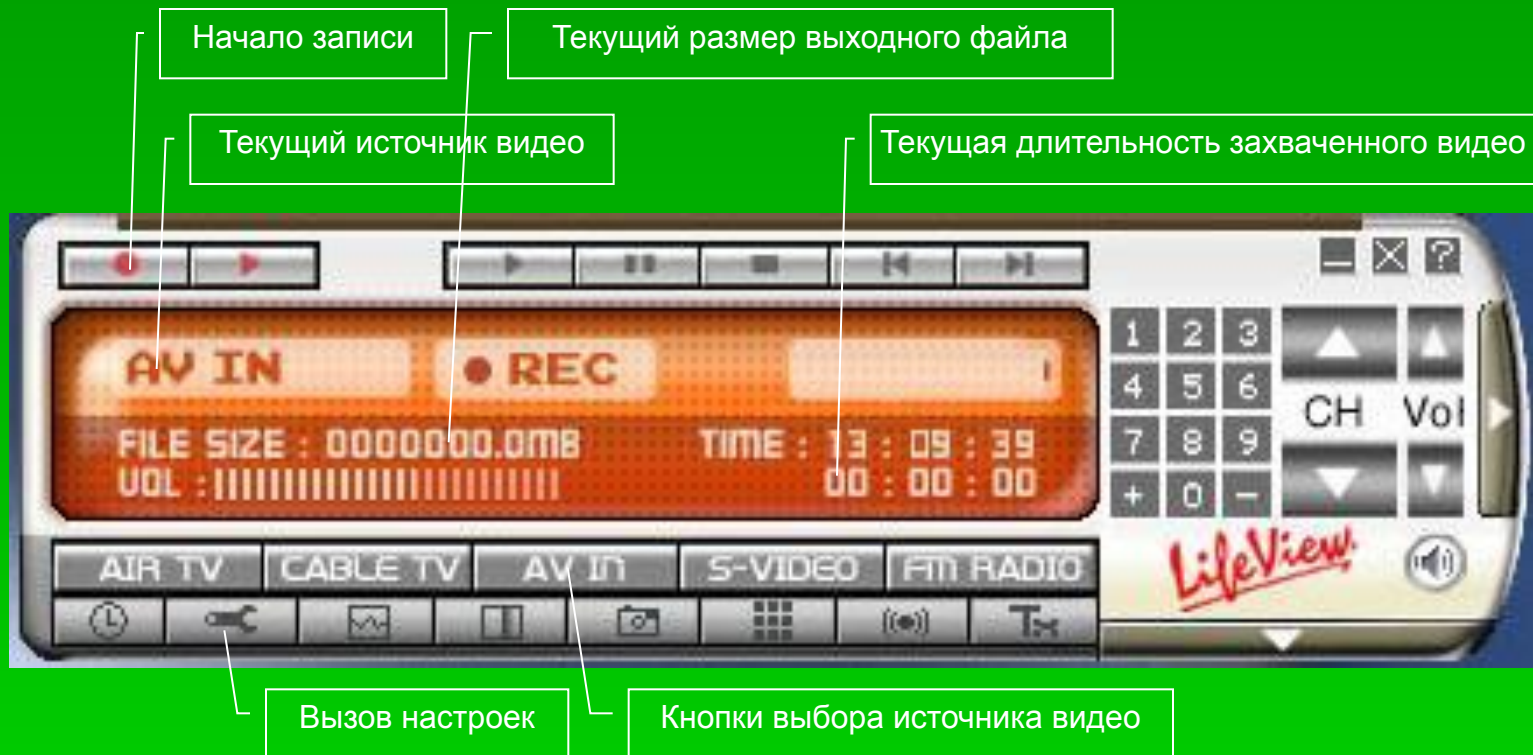 Начало записи
Текущий размер выходного файла
Текущий источник видео
Текущая длительность захваченного видео
AV IN
REC
FILE SIZE : 0000000.0MB
TIME : 13 : 09 : 39
VOL :
00 : 00 : 00
1 2 3
4 5 6
7 8 9
+ 0 -
CH
Vol
?
AIR TV
CABLE TV
AV IN
S-VIDEO
FM RADIO
LifeView
Tx
Вызов настроек
Кнопки выбора источника видео